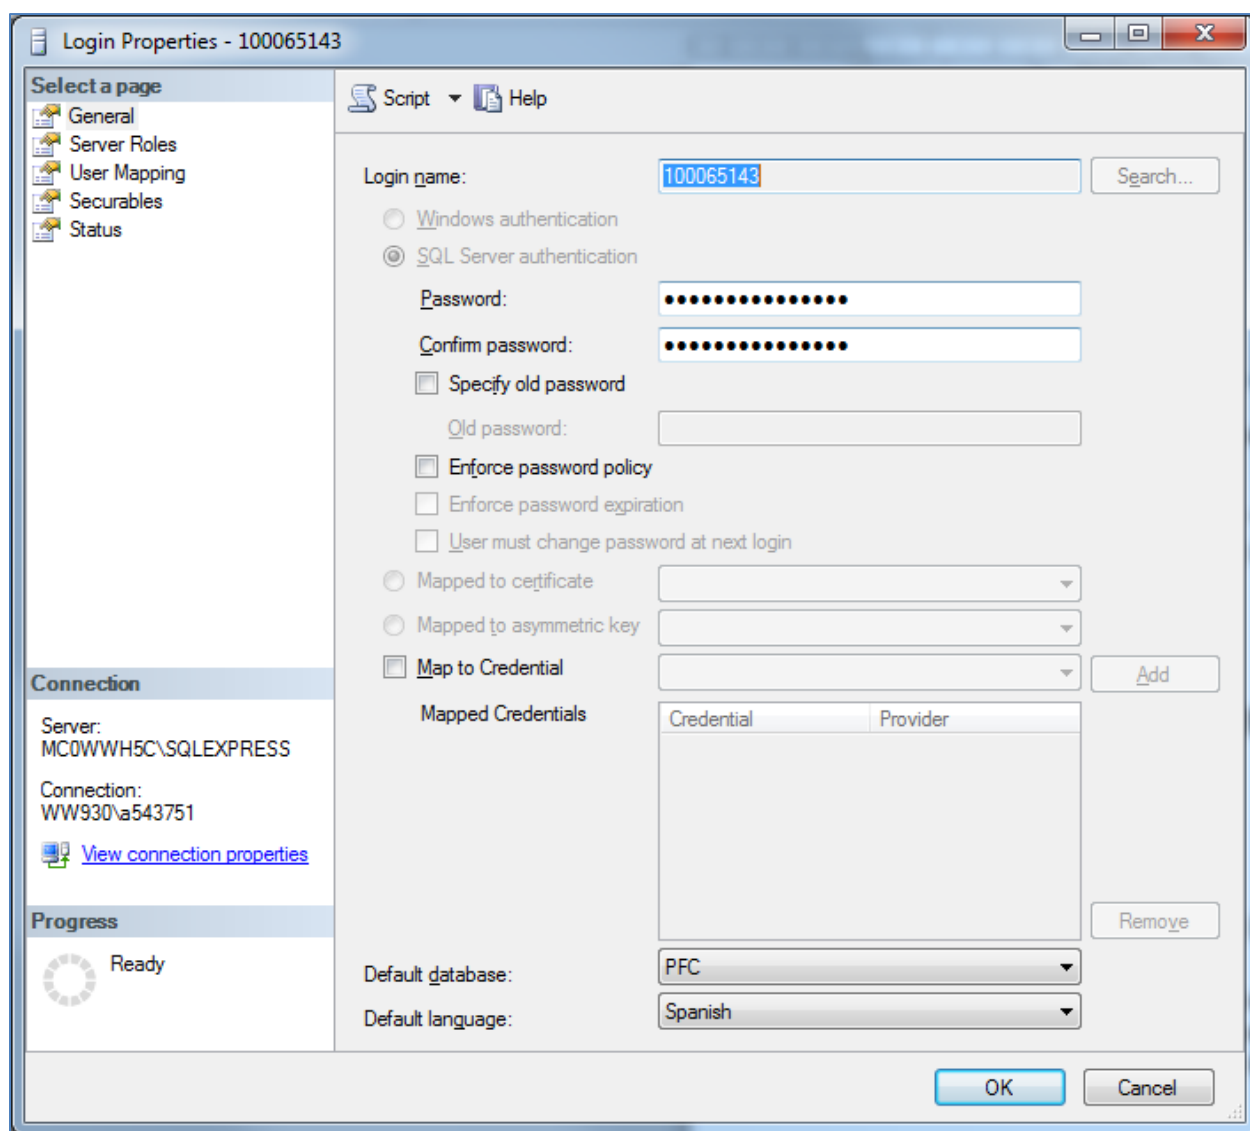 Login Properties - 100065143
Select a page
General
Server Roles
User Mapping
Securables
Status
Script
Help
Login name:
100065143
Search...
Windows authentication
SQL Server authentication
Password:
●●●●●●●●●●●●●●●
Confirm password:
●●●●●●●●●●●●●●●
Specify old password
Old password:
Enforce password policy
Enforce password expiration
User must change password at next login
Mapped to certificate
Mapped to asymmetric key
Map to Credential
Add
Mapped Credentials
Credential
Provider
Remove
Default database:
PFC
Default language:
Spanish
Connection
Server:
MC0WWH5C\SQLEXPRESS
Connection:
WW930\a543751
View connection properties
Progress
Ready
OK
Cancel